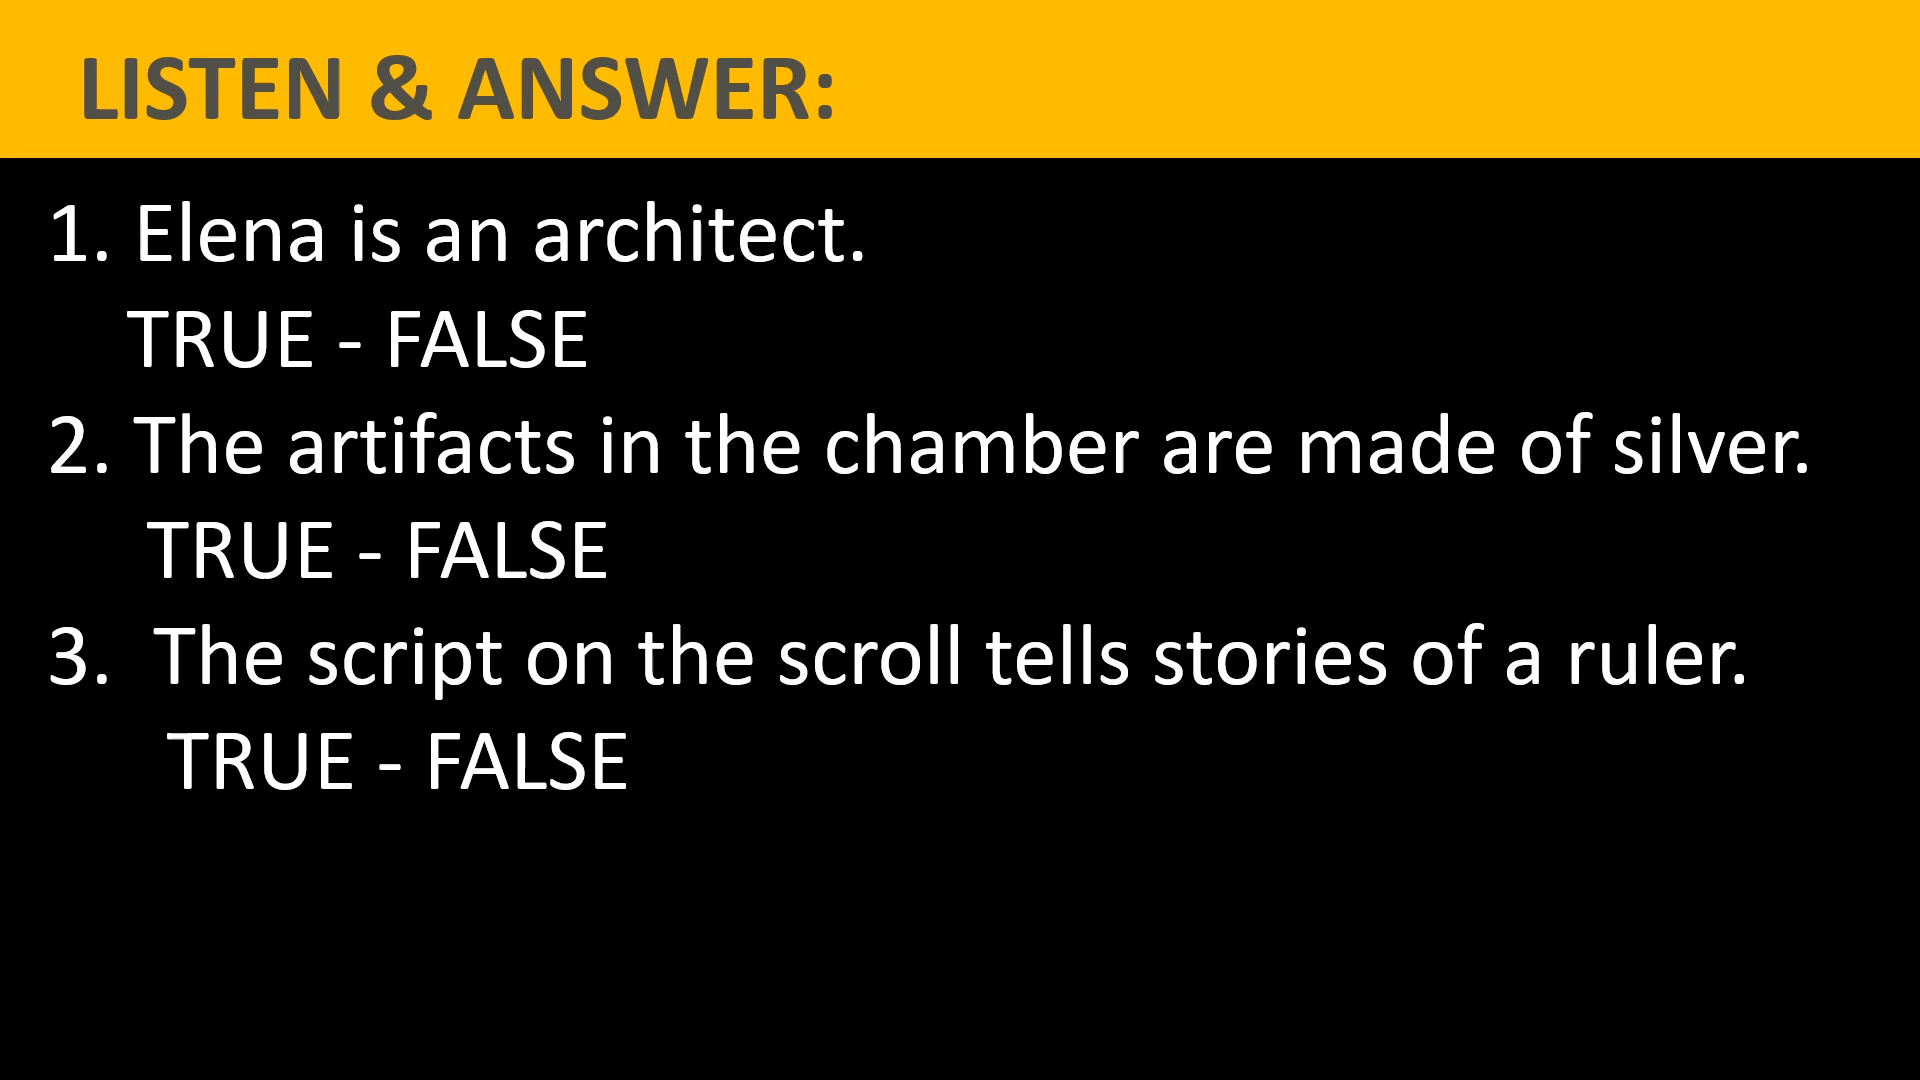 LISTEN & ANSWER:
1. Elena is an architect.
TRUE - FALSE
2. The artifacts in the chamber are made of silver.
TRUE - FALSE
3. The script on the scroll tells stories of a ruler.
TRUE - FALSE